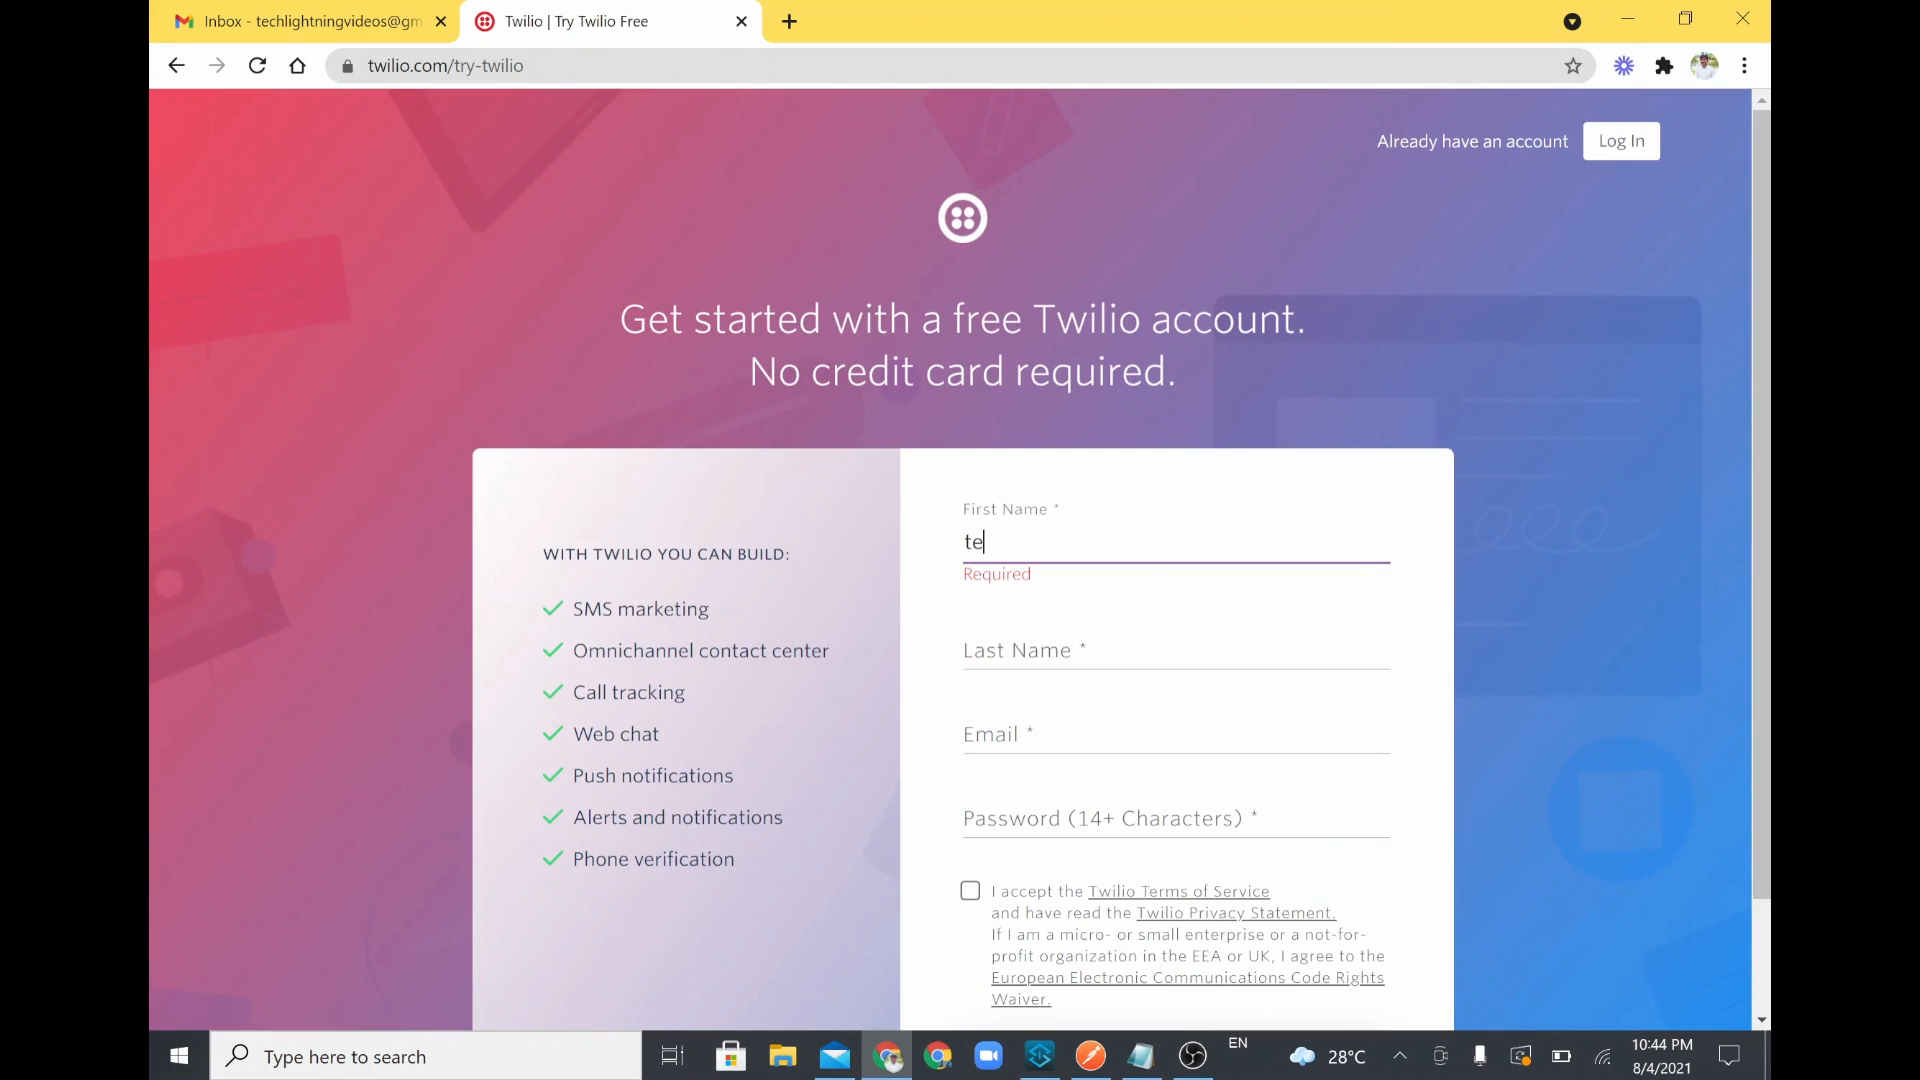 Inbox - techlightningvideos@gm
Twilio | Try Twilio Free
twilio.com/try-twilio
Already have an account
Log In
Get started with a free Twilio account.
No credit card required.
WITH TWILIO YOU CAN BUILD:
SMS marketing
Omnichannel contact center
Call tracking
Web chat
Push notifications
Alerts and notifications
Phone verification
First Name *
te
Required
Last Name *
Email *
Password (14+ Characters) *
I accept the Twilio Terms of Service
and have read the Twilio Privacy Statement.
If I am a micro- or small enterprise or a not-for-
profit organization in the EEA or UK, I agree to the
European Electronic Communications Code Rights
Waiver.
Type here to search
EN
28°C
10:44 PM
8/4/2021